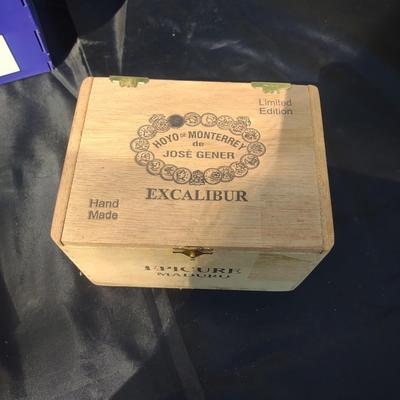 Limited
Edition
HOYO DE MONTERREY
de
JOSÉ GENER
EXCALIBUR
Hand
Made
EPICURE
MADURO